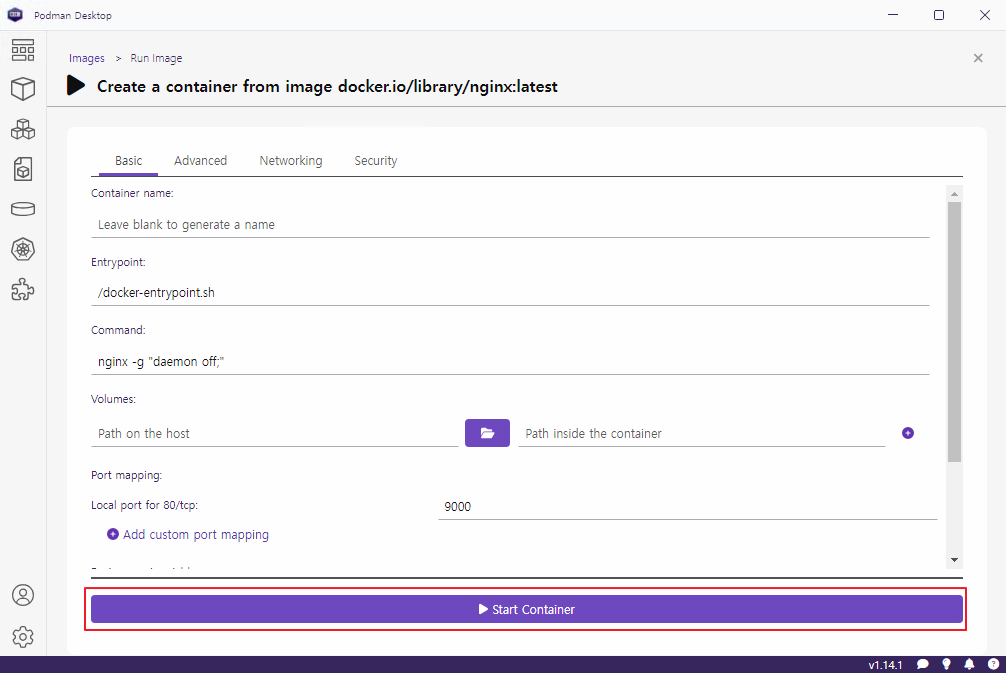 Podman Desktop
Images > Run Image
Create a container from image docker.io/library/nginx:latest
Basic Advanced Networking Security
Container name:
Leave blank to generate a name
Entrypoint:
/docker-entrypoint.sh
Command:
nginx -g "daemon off;"
Volumes:
Path on the host Path inside the container
Port mapping:
Local port for 80/tcp: 9000
Add custom port mapping
Start Container
v1.14.1